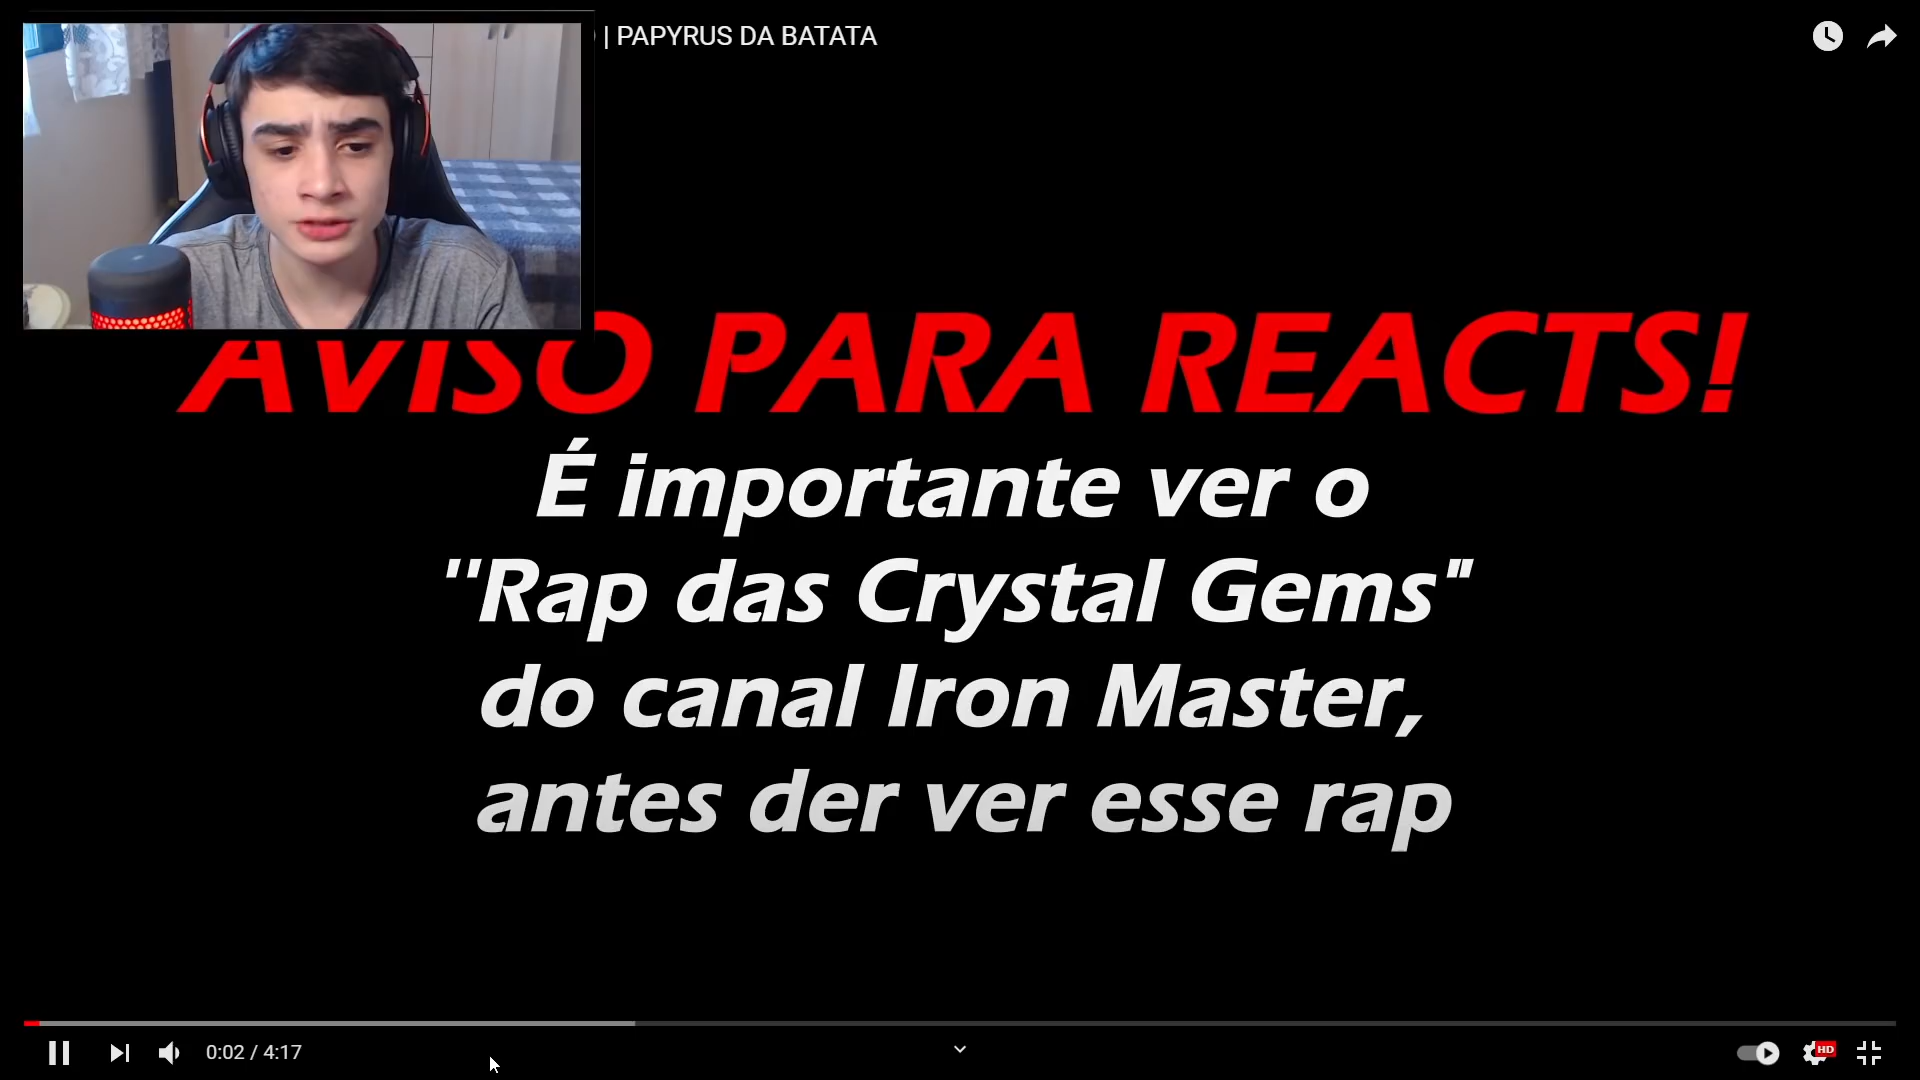 | PAPYRUS DA BATATA
AVISO PARA REACTS!
É importante ver o
"Rap das Crystal Gems"
do canal Iron Master,
antes der ver esse rap
0:02 / 4:17
HD